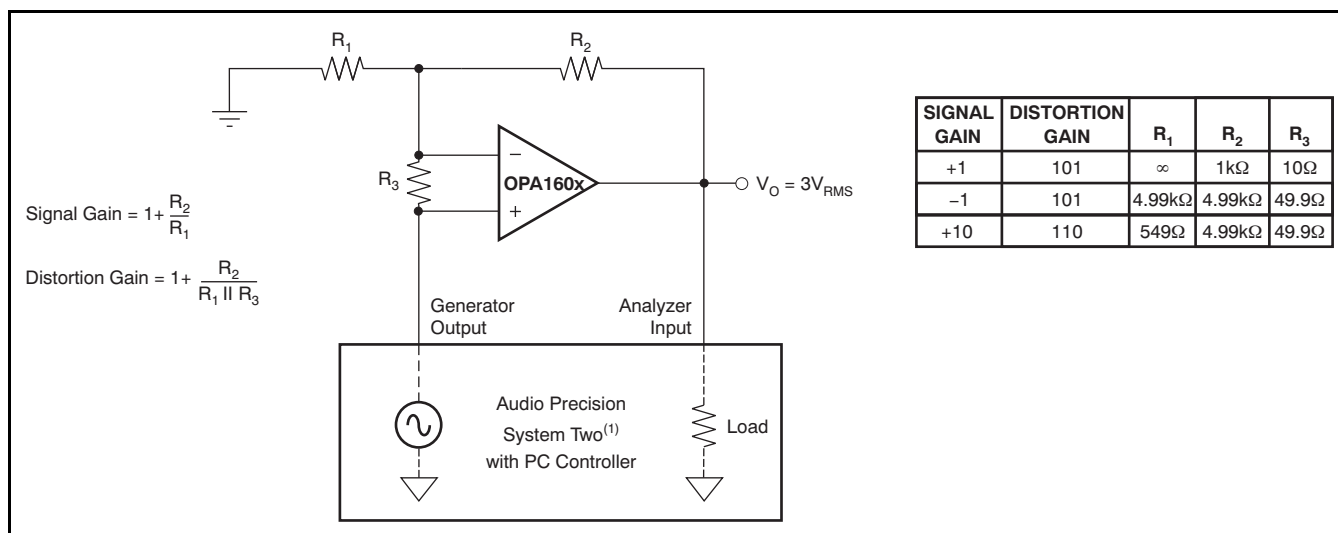 R1
R2
R3
−
+
OPA160x
VO = 3VRMS
Signal Gain = 1+ R2/R1
Distortion Gain = 1+ R2/(R1 II R3)
Generator
Output
Analyzer
Input
Audio Precision
System Two(1)
with PC Controller
Load
SIGNAL GAIN DISTORTION GAIN R1 R2 R3
+1 101 ∞ 1kΩ 10Ω
−1 101 4.99kΩ 4.99kΩ 49.9Ω
+10 110 549Ω 4.99kΩ 49.9Ω